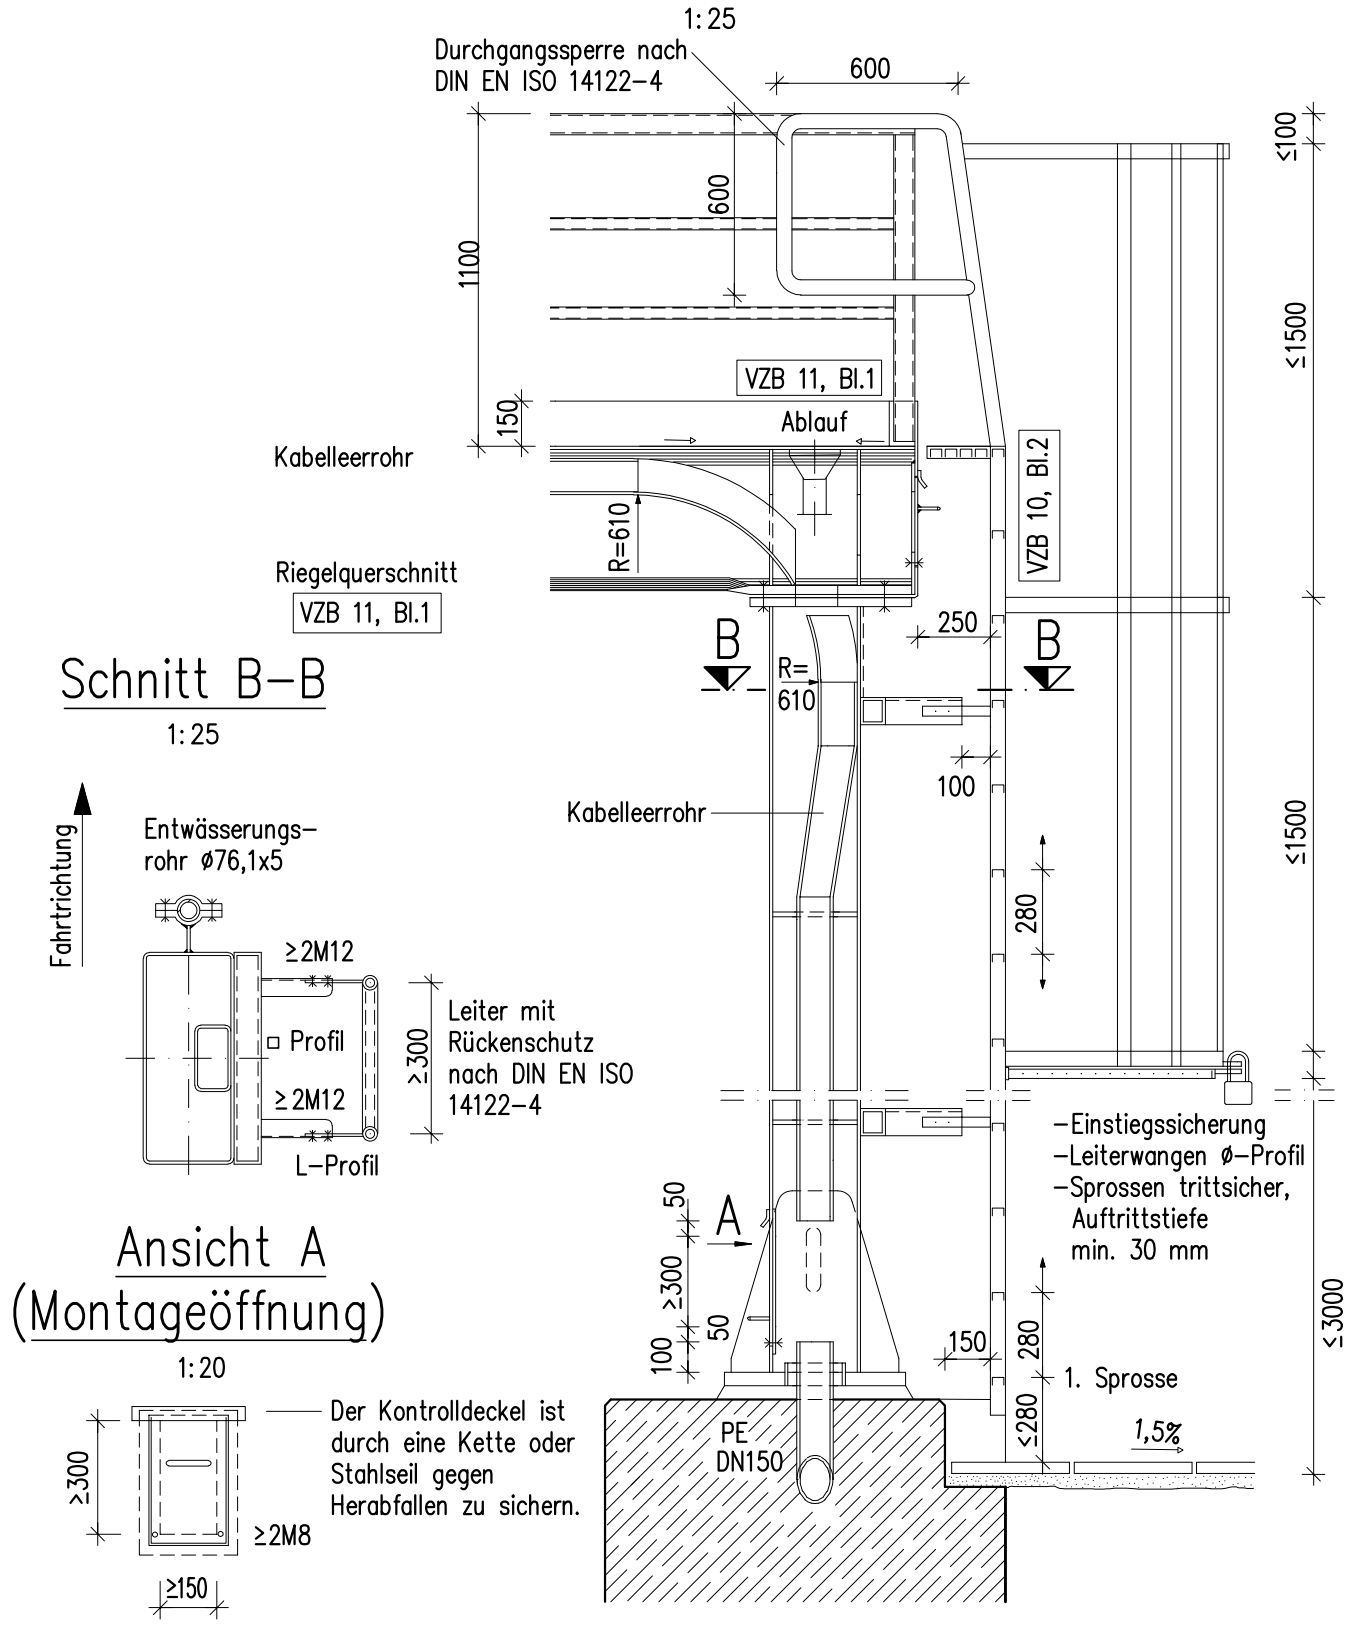 1:25
Durchgangssperre nach
DIN EN ISO 14122-4
600
≤100
600
1100
≤1500
VZB 11, Bl.1
150
Ablauf
Kabelleerrohr
VZB 10, Bl.2
R=610
Riegelquerschnitt
VZB 11, Bl.1
250
B
B
Schnitt B-B
1:25
R=
610
100
Kabelleerrohr
≤1500
Fahrtrichtung
Entwässerungs-
rohr ø76,1x5
280
≥2M12
Leiter mit
Rückenschutz
nach DIN EN ISO
14122-4
≥300
□ Profil
≥2M12
L-Profil
-Einstiegssicherung
-Leiterwangen ø-Profil
-Sprossen trittsicher,
Auftrittstiefe
min. 30 mm
50
A
≥300
50
100
150
280
≤280
≤3000
1. Sprosse
1,5%
Ansicht A
(Montageöffnung)
1:20
Der Kontrolldeckel ist
durch eine Kette oder
Stahlseil gegen
Herabfallen zu sichern.
≥300
≥2M8
≥150
PE
DN150